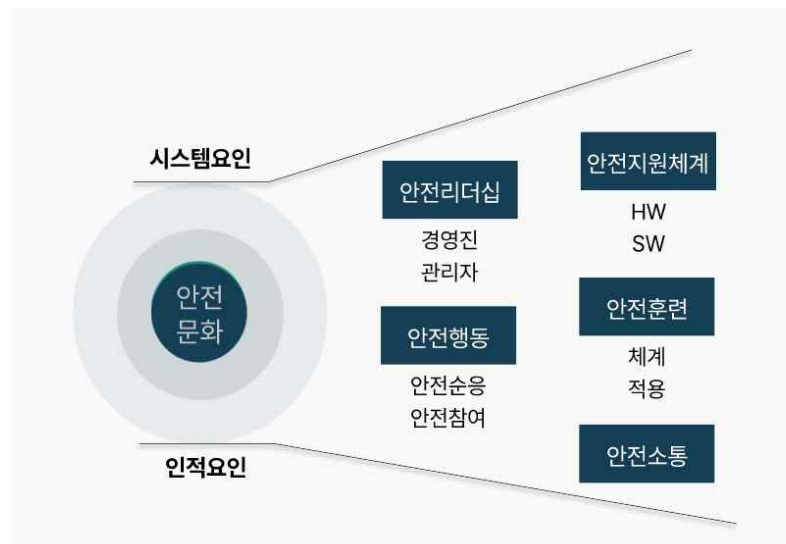 시스템요인
안전
문화
인적요인
안전리더십
경영진
관리자
안전행동
안전순응
안전참여
안전지원체계
HW
SW
안전훈련
체계
적용
안전소통